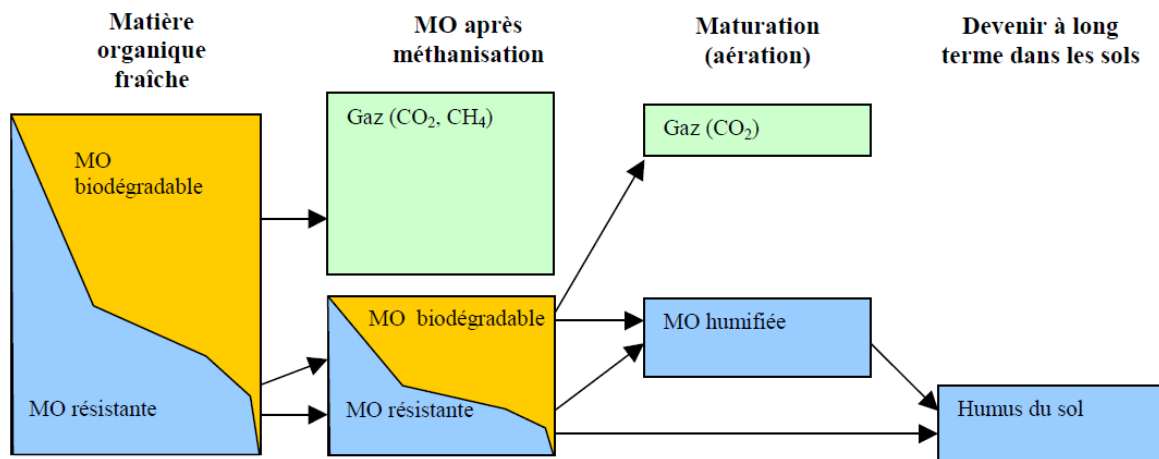 Matière
organique
fraîche
MO après
méthanisation
Maturation
(aération)
Devenir à long
terme dans les sols
MO
biodégradable
MO résistante
Gaz (CO₂, CH₄)
MO biodégradable
MO résistante
Gaz (CO₂)
MO humifiée
Humus du sol